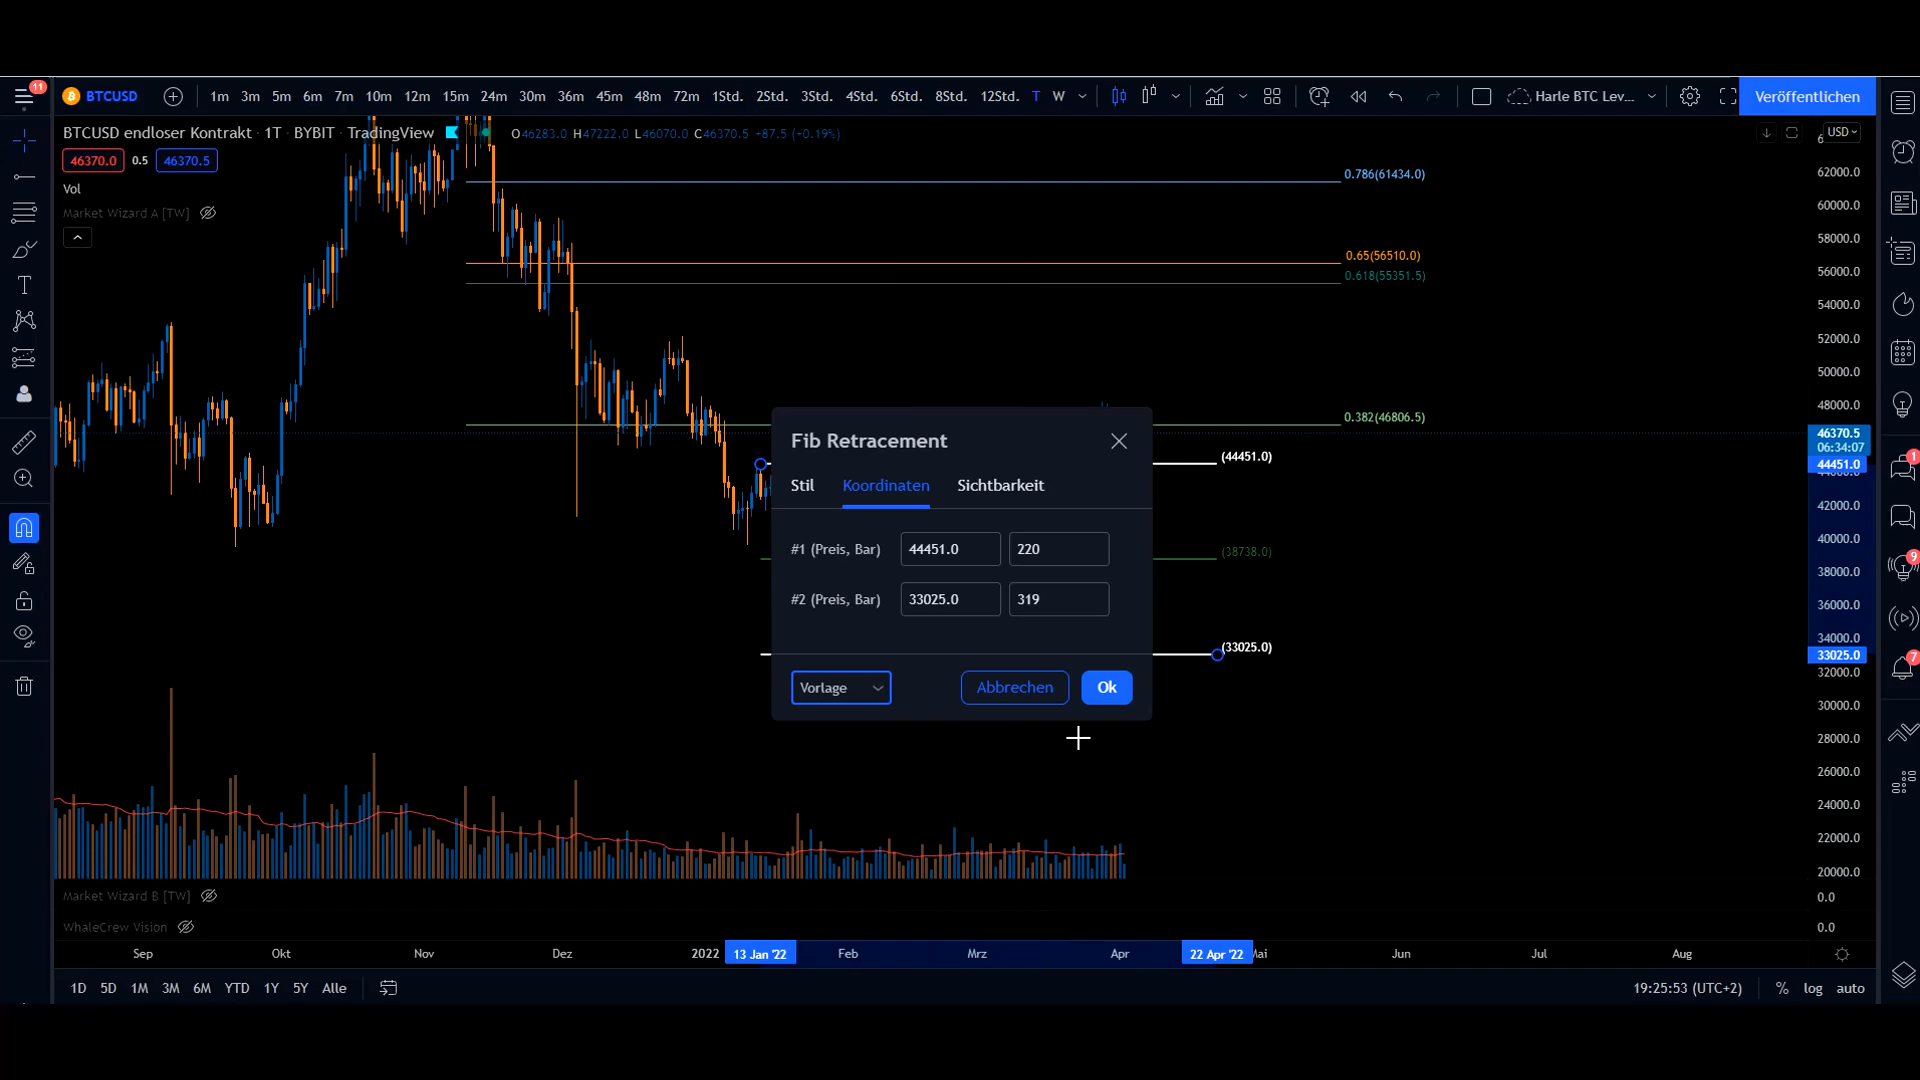 11
BTCUSD
1m 3m 5m 6m 7m 10m 12m 15m 24m 30m 36m 45m 48m 72m 1Std. 2Std. 3Std. 4Std. 6Std. 8Std. 12Std. T W
Harle BTC Lev...
Veröffentlichen
BTCUSD endloser Kontrakt · 1T · BYBIT · TradingView
O46283.0 H47222.0 L46070.0 C46370.5 +87.5 (+0.19%)
USD
46370.0 0.5 46370.5
Vol
Market Wizard A [TW]
0.786(61434.0)
0.65(56510.0)
0.618(55351.5)
0.382(46806.5)
(44451.0)
(38738.0)
(33025.0)
62000.0
60000.0
58000.0
56000.0
54000.0
52000.0
50000.0
48000.0
46370.5
06:34:07
44451.0
42000.0
40000.0
38000.0
36000.0
34000.0
33025.0
32000.0
30000.0
28000.0
26000.0
24000.0
22000.0
20000.0
0.0
0.0
1
9
7
Fib Retracement
Stil Koordinaten Sichtbarkeit
#1 (Preis, Bar) 44451.0 220
#2 (Preis, Bar) 33025.0 319
Vorlage Abbrechen Ok
Market Wizard B [TW]
WhaleCrew Vision
Sep Okt Nov Dez 2022 13 Jan '22 Feb Mrz Apr 22 Apr '22 Mai Jun Jul Aug
1D 5D 1M 3M 6M YTD 1Y 5Y Alle
19:25:53 (UTC+2) % log auto